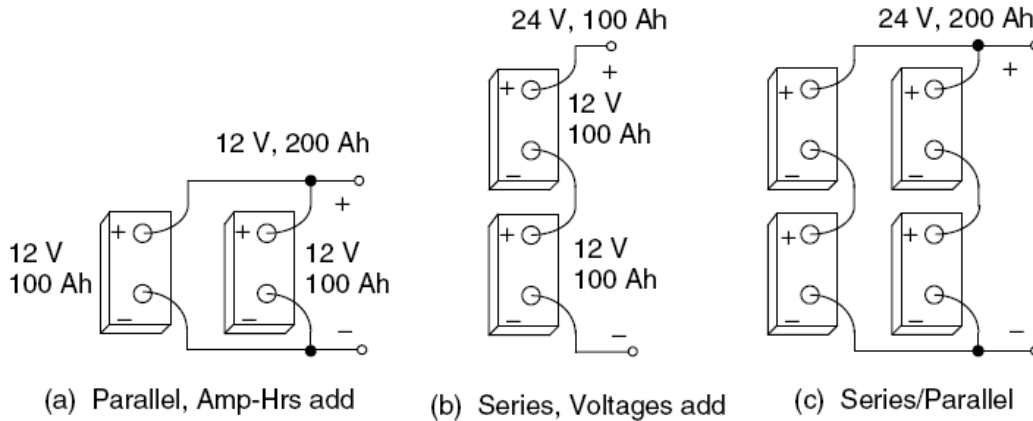 12 V, 200 Ah
+
12 V
100 Ah
+
−
+
−
12 V
100 Ah
−
(a) Parallel, Amp-Hrs add
24 V, 100 Ah
+
+
−
12 V
100 Ah
+
−
12 V
100 Ah
−
(b) Series, Voltages add
24 V, 200 Ah
+
+
−
+
−
+
−
+
−
−
(c) Series/Parallel